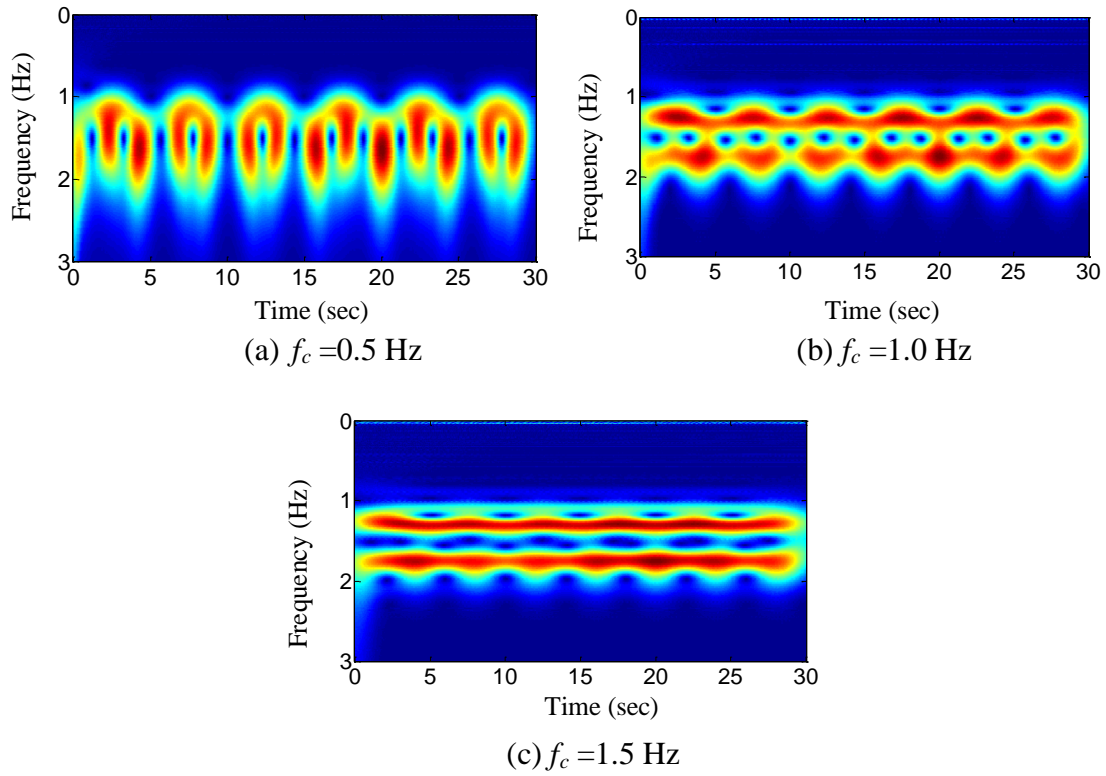 0
1
2
3
Frequency (Hz)
0 5 10 15 20 25 30
Time (sec)
(a) fc =0.5 Hz
0
1
2
3
Frequency (Hz)
0 5 10 15 20 25 30
Time (sec)
(b) fc =1.0 Hz
0
1
2
3
Frequency (Hz)
0 5 10 15 20 25 30
Time (sec)
(c) fc =1.5 Hz